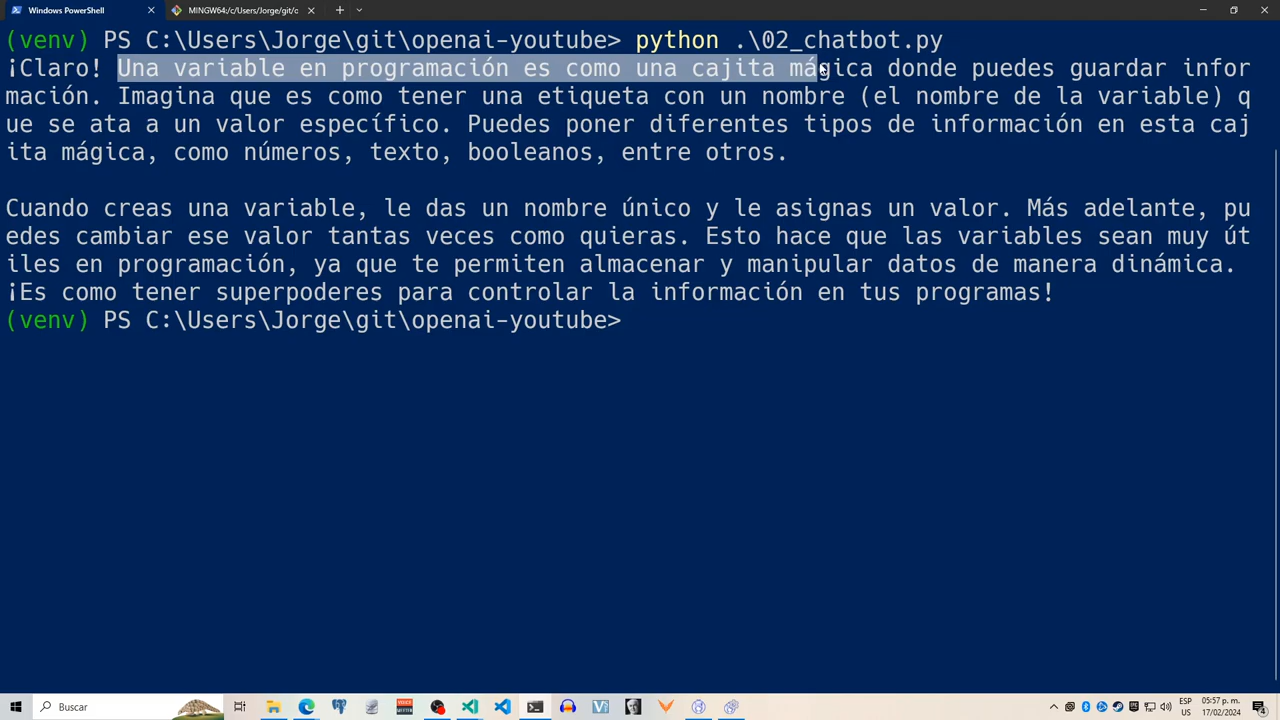 Windows PowerShell
MINGW64:/c/Users/Jorge/git/c
(venv) PS C:\Users\Jorge\git\openai-youtube> python .\02_chatbot.py
¡Claro! Una variable en programación es como una cajita mágica donde puedes guardar infor
mación. Imagina que es como tener una etiqueta con un nombre (el nombre de la variable) q
ue se ata a un valor específico. Puedes poner diferentes tipos de información en esta caj
ita mágica, como números, texto, booleanos, entre otros.
Cuando creas una variable, le das un nombre único y le asignas un valor. Más adelante, pu
edes cambiar ese valor tantas veces como quieras. Esto hace que las variables sean muy út
iles en programación, ya que te permiten almacenar y manipular datos de manera dinámica.
¡Es como tener superpoderes para controlar la información en tus programas!
(venv) PS C:\Users\Jorge\git\openai-youtube>
Buscar
ESP
US
05:57 p. m.
17/02/2024
4